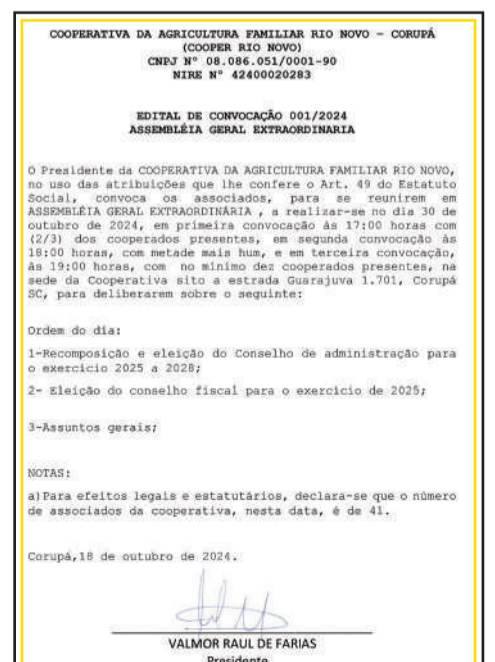 COOPERATIVA DA AGRICULTURA FAMILIAR RIO NOVO – CORUPÁ
(COOPER RIO NOVO)
CNPJ Nº 08.086.051/0001-90
NIRE Nº 42400020283
EDITAL DE CONVOCAÇÃO 001/2024
ASSEMBLÉIA GERAL EXTRAORDINARIA
O Presidente da COOPERATIVA DA AGRICULTURA FAMILIAR RIO NOVO,
no uso das atribuições que lhe confere o Art. 49 do Estatuto
Social, convoca os associados, para se reunirem em
ASSEMBLÉIA GERAL EXTRAORDINÁRIA , a realizar-se no dia 30 de
outubro de 2024, em primeira convocação às 17:00 horas com
(2/3) dos cooperados presentes, em segunda convocação às
18:00 horas, com metade mais hum, e em terceira convocação,
às 19:00 horas, com no mínimo dez cooperados presentes, na
sede da Cooperativa sito a estrada Guarajuva 1.701, Corupá
SC, para deliberarem sobre o seguinte:
Ordem do dia:
1-Recomposição e eleição do Conselho de administração para
o exercício 2025 a 2028;
2- Eleição do conselho fiscal para o exercício de 2025;
3-Assuntos gerais;
NOTAS:
a)Para efeitos legais e estatutários, declara-se que o número
de associados da cooperativa, nesta data, é de 41.
Corupá,18 de outubro de 2024.
VALMOR RAUL DE FARIAS
Presidente